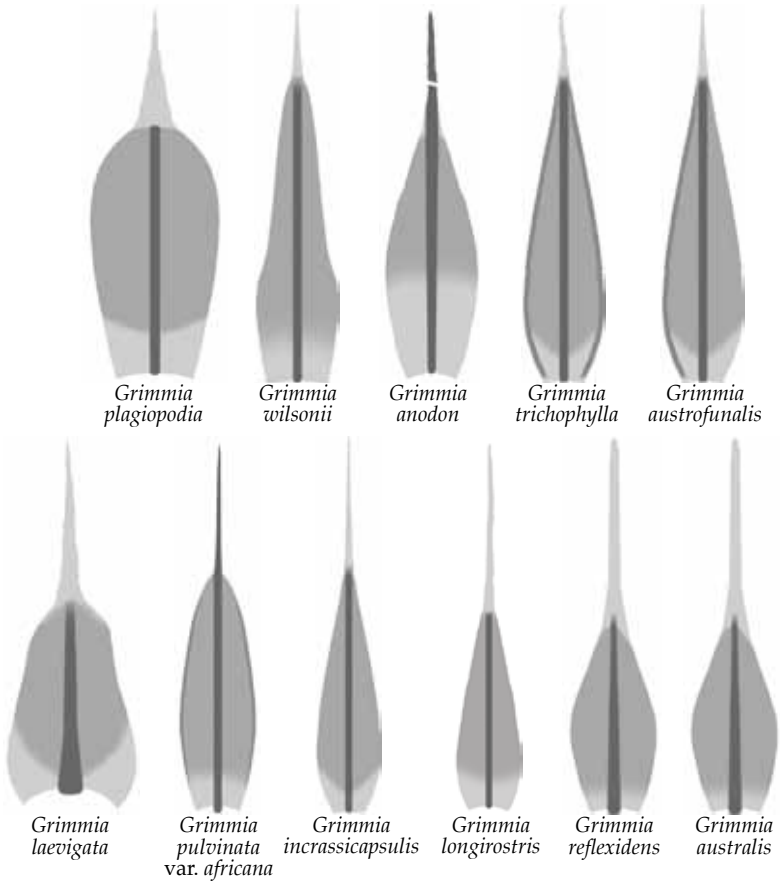 Grimmia
plagiopodia
Grimmia
wilsonii
Grimmia
anodon
Grimmia
trichophylla
Grimmia
austrofunalis
Grimmia
laevigata
Grimmia
pulvinata
var. africana
Grimmia
incrassicapsulis
Grimmia
longirostris
Grimmia
reflexidens
Grimmia
australis